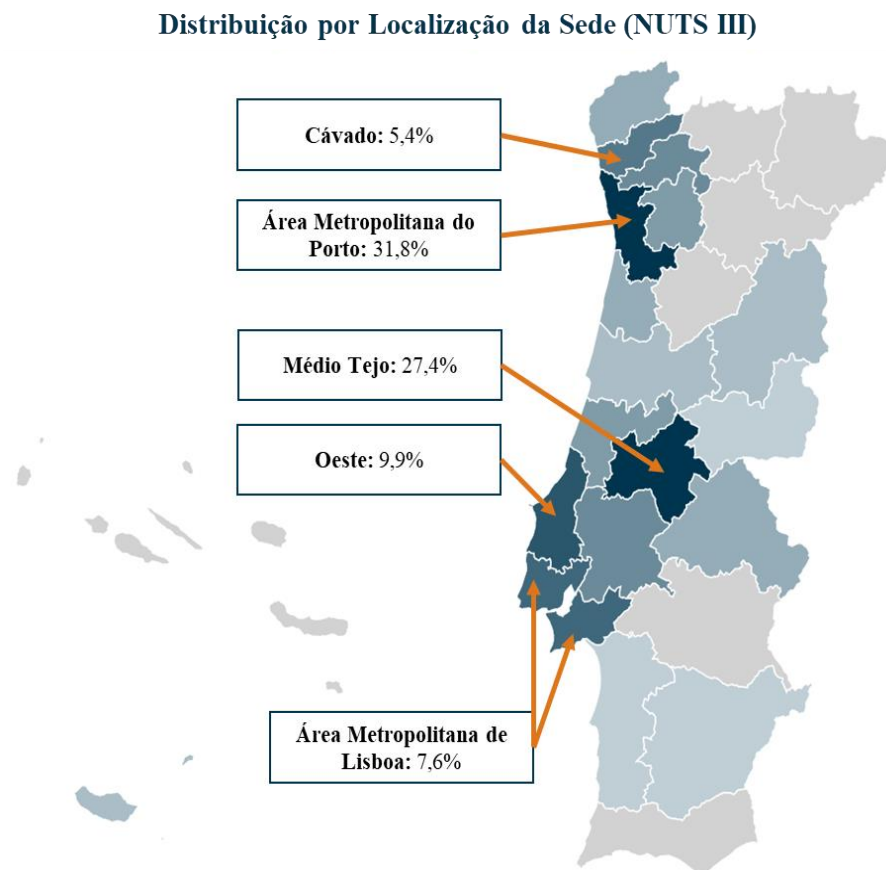 Distribuição por Localização da Sede (NUTS III)
Cávado: 5,4%
Área Metropolitana do
Porto: 31,8%
Médio Tejo: 27,4%
Oeste: 9,9%
Área Metropolitana de
Lisboa: 7,6%